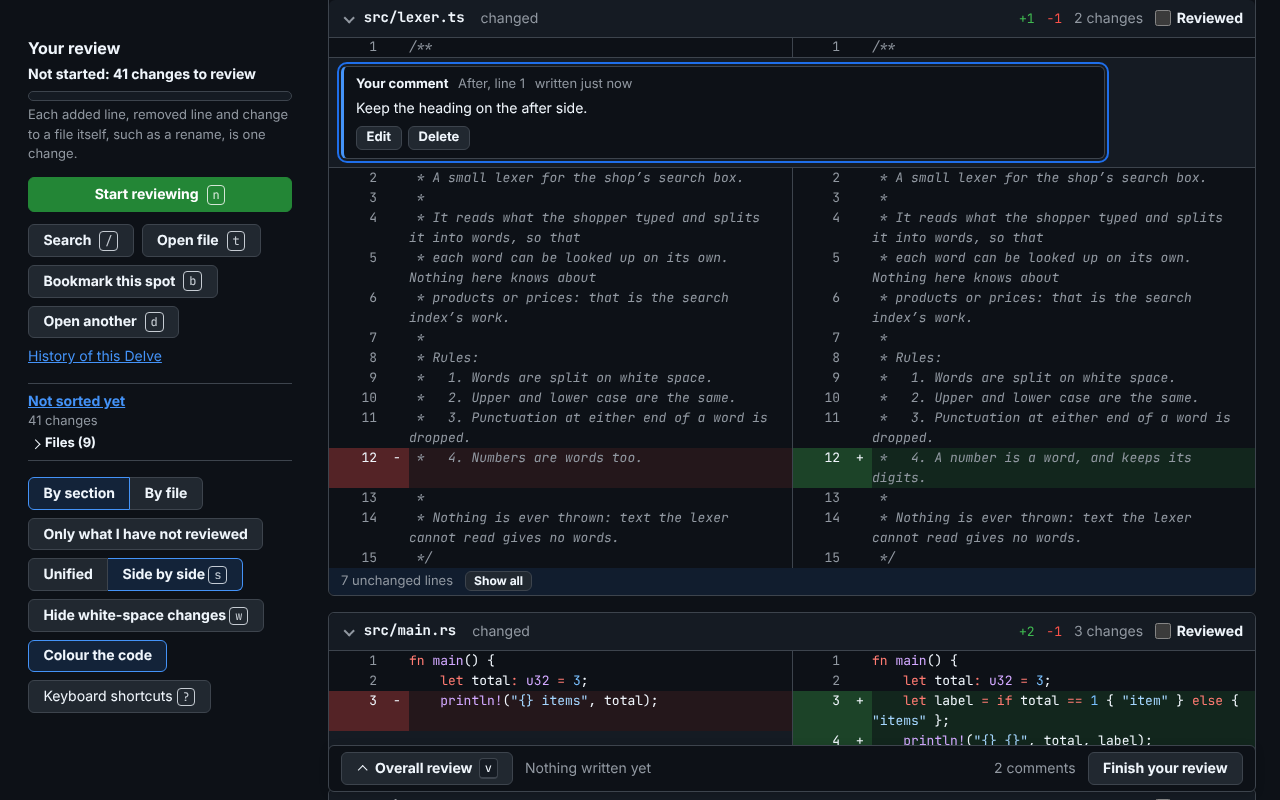 Your review
Not started: 41 changes to review
Each added line, removed line and change
to a file itself, such as a rename, is one
change.
Start reviewing n
Search / Open file t
Bookmark this spot b
Open another d
History of this Delve
Not sorted yet
41 changes
Files (9)
By section By file
Only what I have not reviewed
Unified Side by side s
Hide white-space changes w
Colour the code
Keyboard shortcuts ?
src/lexer.ts changed +1 -1 2 changes Reviewed
1 /** 1 /**
Your comment After, line 1 written just now
Keep the heading on the after side.
Edit Delete
2 * A small lexer for the shop’s search box. 2 * A small lexer for the shop’s search box.
3 * 3 *
4 * It reads what the shopper typed and splits 4 * It reads what the shopper typed and splits
it into words, so that it into words, so that
5 * each word can be looked up on its own. 5 * each word can be looked up on its own.
Nothing here knows about Nothing here knows about
6 * products or prices: that is the search 6 * products or prices: that is the search
index’s work. index’s work.
7 * 7 *
8 * Rules: 8 * Rules:
9 * 1. Words are split on white space. 9 * 1. Words are split on white space.
10 * 2. Upper and lower case are the same. 10 * 2. Upper and lower case are the same.
11 * 3. Punctuation at either end of a word is 11 * 3. Punctuation at either end of a word is
dropped. dropped.
12 - * 4. Numbers are words too. 12 + * 4. A number is a word, and keeps its
digits.
13 * 13 *
14 * Nothing is ever thrown: text the lexer 14 * Nothing is ever thrown: text the lexer
cannot read gives no words. cannot read gives no words.
15 */ 15 */
7 unchanged lines Show all
src/main.rs changed +2 -1 3 changes Reviewed
1 fn main() { 1 fn main() {
2 let total: u32 = 3; 2 let total: u32 = 3;
3 - println!("{} items", total); 3 + let label = if total == 1 { "item" } else {
"items" };
4 + println!("{} {}", total, label);
Overall review v Nothing written yet 2 comments Finish your review